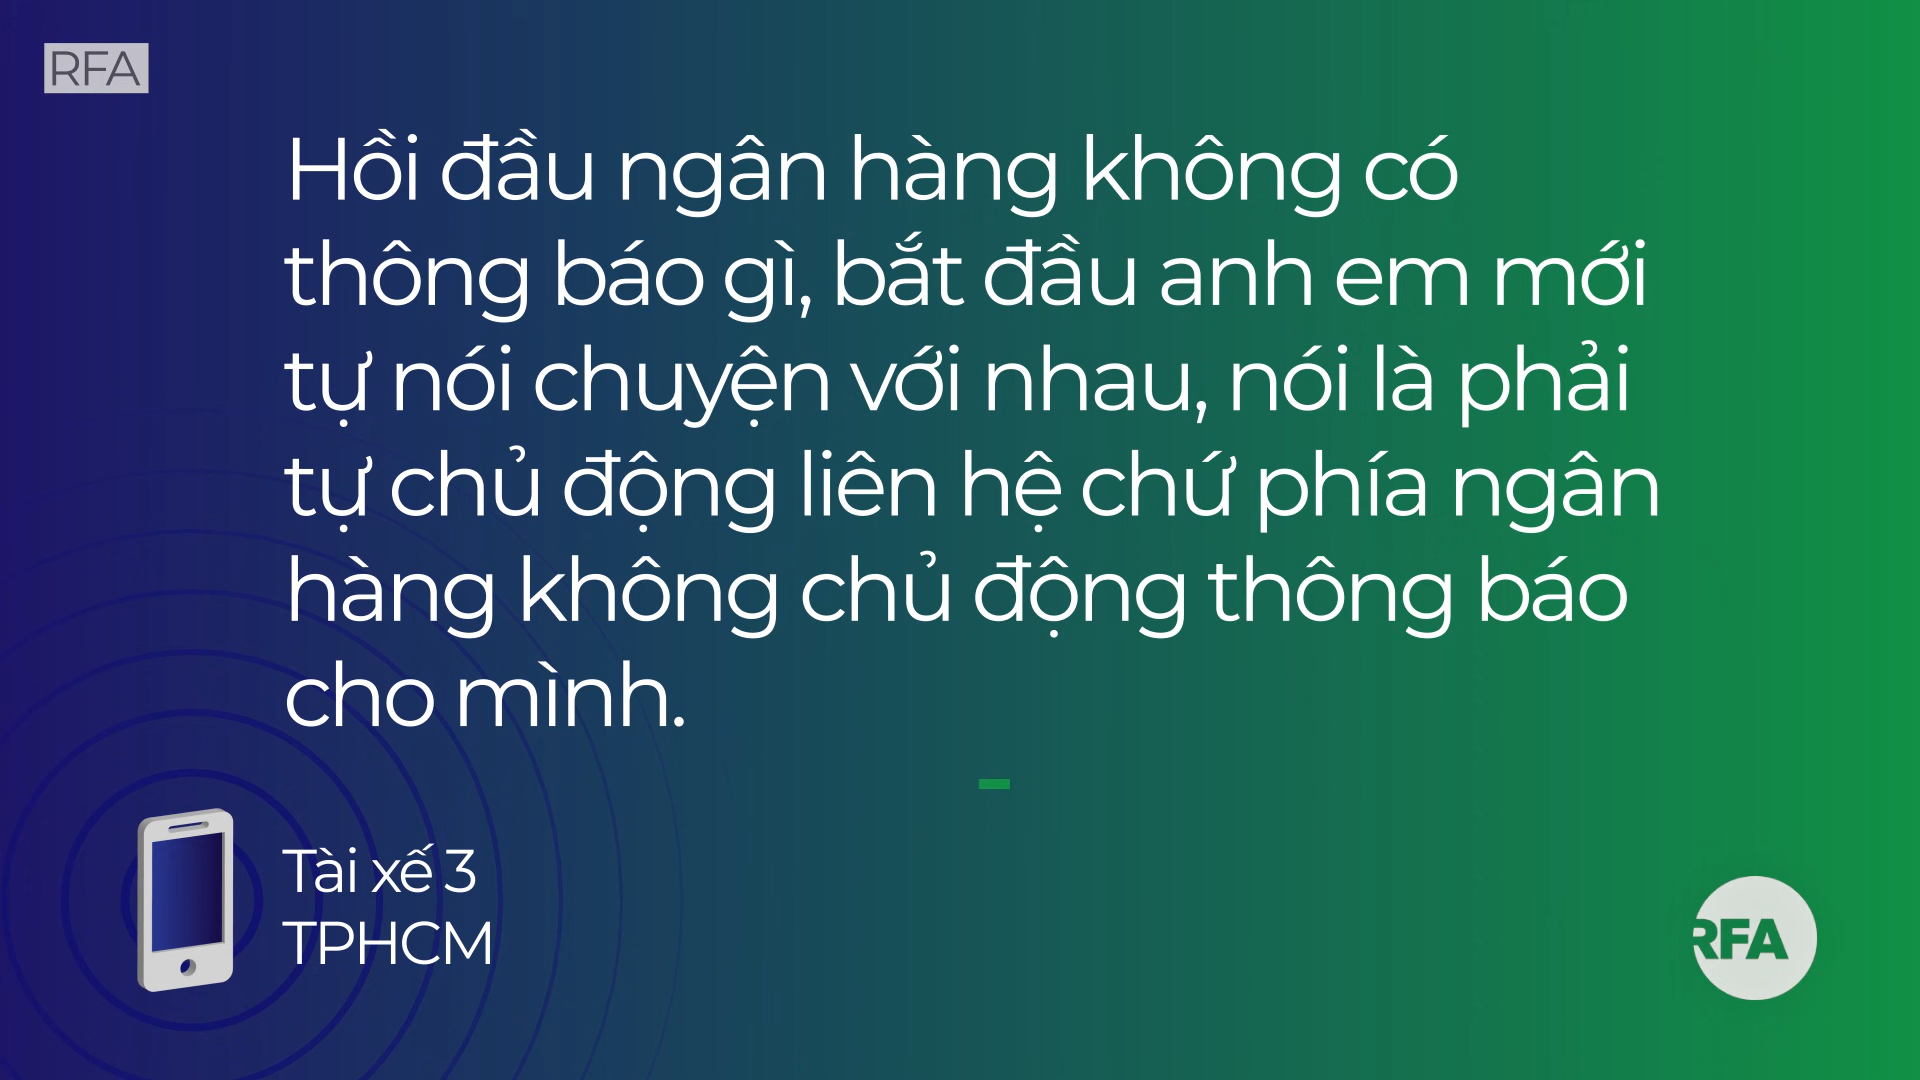 RFA
Hồi đầu ngân hàng không có
thông báo gì, bắt đầu anh em mới
tự nói chuyện với nhau, nói là phải
tự chủ động liên hệ chứ phía ngân
hàng không chủ động thông báo
cho mình.
Tài xế 3
TPHCM
RFA